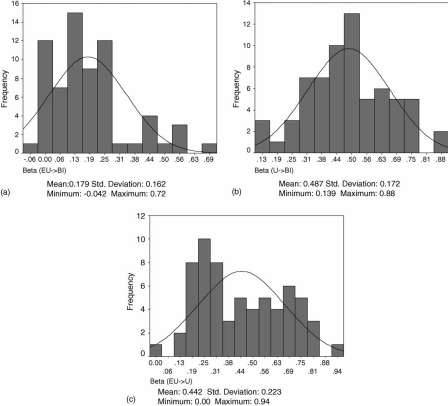 16
14
12
10
8
6
4
2
0
Frequency
-.06 0.00 .06 .13 .19 .25 .31 .38 .44 .50 .56 .63 .69
Beta (EU->BI)
Mean:0.179 Std. Deviation: 0.162
(a)
Minimum: -0.042 Maximum: 0.72
14
12
10
8
6
4
2
0
Frequency
.13 .19 .25 .31 .38 .44 .50 .56 .63 .69 .75 .81 .88
Beta (U->BI)
Mean: 0.487 Std. Deviation: 0.172
(b)
Minimum: 0.139 Maximum: 0.88
12
10
8
6
4
2
0
Frequency
0.00 .13 .25 .38 .50 .63 .75 .88
.06 .19 .31 .44 .56 .69 .81 .94
Beta (EU->U)
Mean: 0.442 Std. Deviation: 0.223
(c)
Minimum: 0.00 Maximum: 0.94